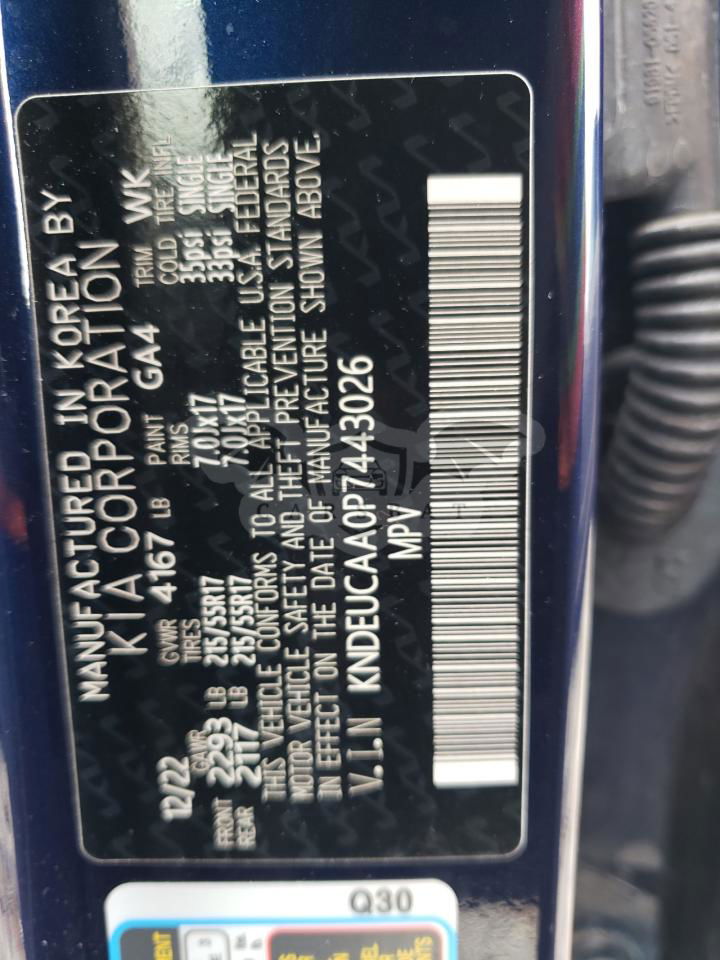 MANUFACTURED IN KOREA BY
KIA CORPORATION
12/22 GVWR 4167 LB PAINT GA4 TRIM WK
GAWR TIRES RMS COLD TIRE INFL
FRONT 2293 LB 215/55R17 7.0Jx17 35psi SINGLE
REAR 2117 LB 215/55R17 7.0Jx17 33psi SINGLE
THIS VEHICLE CONFORMS TO ALL APPLICABLE U.S.A. FEDERAL
MOTOR VEHICLE SAFETY AND THEFT PREVENTION STANDARDS
IN EFFECT ON THE DATE OF MANUFACTURE SHOWN ABOVE.
V.I.N KNDEUCAA0P7443026
MPV
Q30